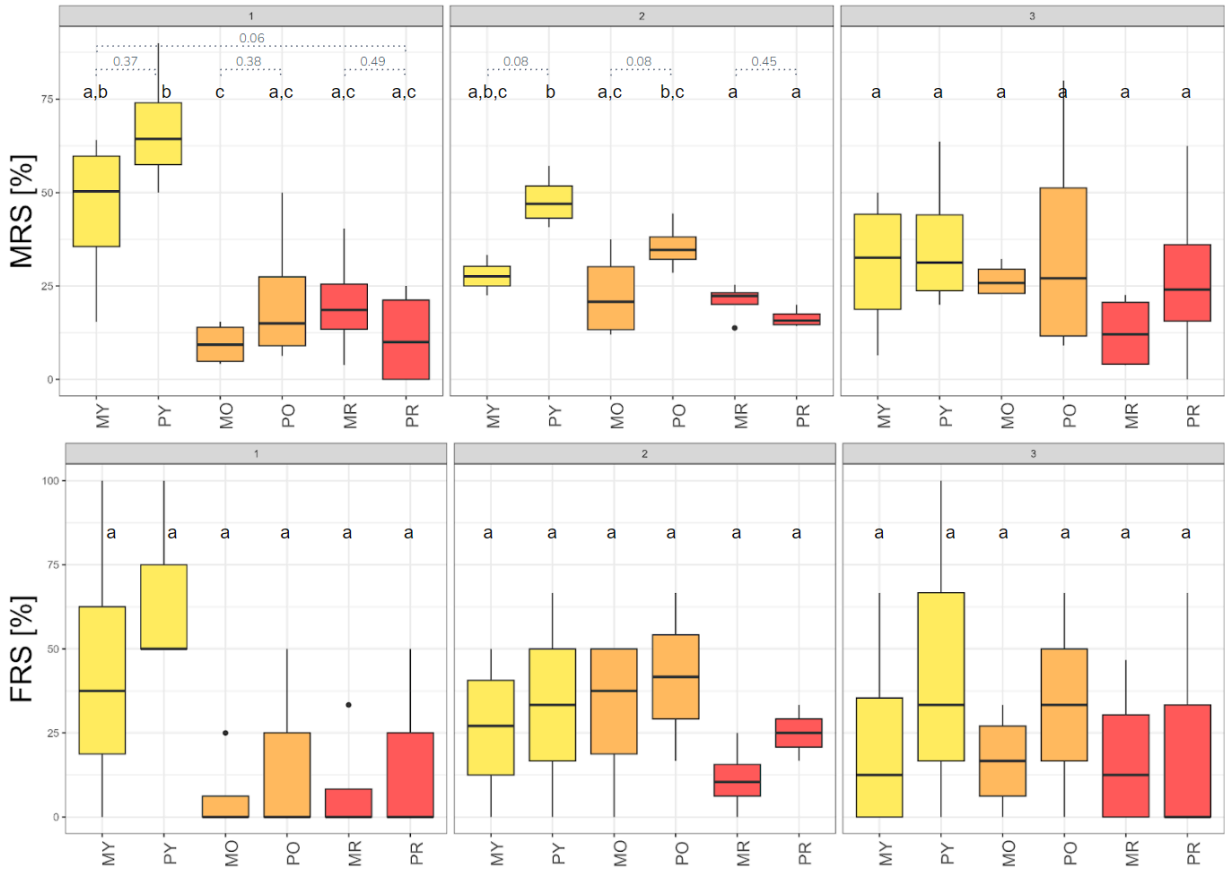 1 2 3
0.06
0.37 0.38 0.49 0.08 0.08 0.45
a,b b c a,c a,c a,c a,b,c b a,c b,c a a a a a a a a
75
50
25
0
MRS [%]
MY PY MO PO MR PR MY PY MO PO MR PR MY PY MO PO MR PR
1 2 3
100
a a a a a a a a a a a a a a a a a a
75
50
25
0
FRS [%]
MY PY MO PO MR PR MY PY MO PO MR PR MY PY MO PO MR PR